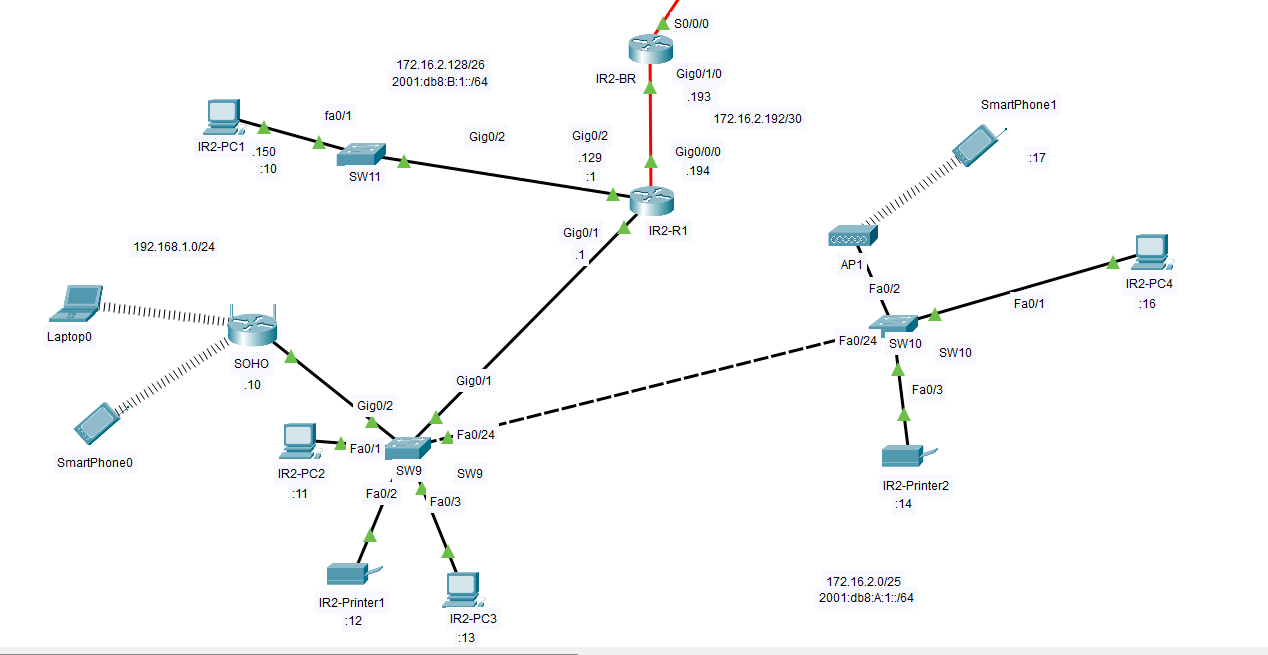 S0/0/0
IR2-BR
Gig0/1/0
.193
172.16.2.192/30
172.16.2.128/26
2001:db8:B:1::/64
SmartPhone1
:17
fa0/1
IR2-PC1
.150
:10
SW11
Gig0/2
Gig0/2
.129
:1
Gig0/0/0
.194
IR2-R1
Gig0/1
.1
192.168.1.0/24
AP1
Fa0/2
IR2-PC4
:16
Fa0/1
Laptop0
SOHO
.10
Fa0/24
SW10
SW10
Fa0/3
Gig0/1
Gig0/2
Fa0/24
SmartPhone0
Fa0/1
IR2-PC2
:11
SW9
SW9
Fa0/2
Fa0/3
IR2-Printer2
:14
IR2-Printer1
:12
IR2-PC3
:13
172.16.2.0/25
2001:db8:A:1::/64